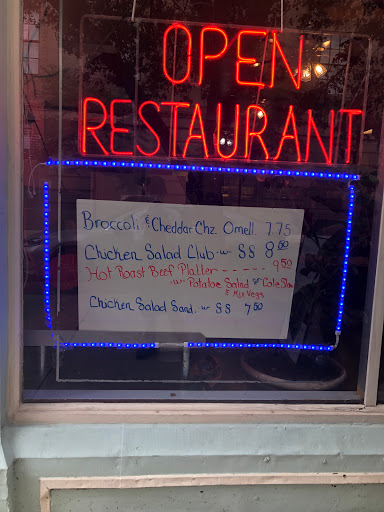 OPEN
RESTAURANT
Broccoli & Cheddar Chz. Omell. 7.75
Chicken Salad Club - w- SS 8 50
Hot Roast Beef Platter - - - - - - 9 50
- w- Potatoe Salad or Cole Slaw
& Mix Vegs
Chicken Salad Sand. - w- SS 7 50